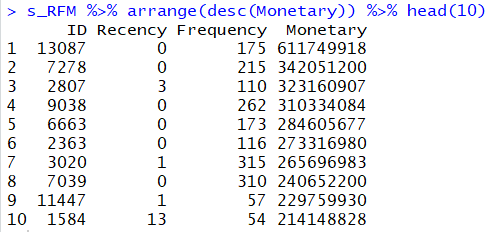 > s_RFM %>% arrange(desc(Monetary)) %>% head(10)
ID Recency Frequency Monetary
1 13087 0 175 611749918
2 7278 0 215 342051200
3 2807 3 110 323160907
4 9038 0 262 310334084
5 6663 0 173 284605677
6 2363 0 116 273316980
7 3020 1 315 265696983
8 7039 0 310 240652200
9 11447 1 57 229759930
10 1584 13 54 214148828